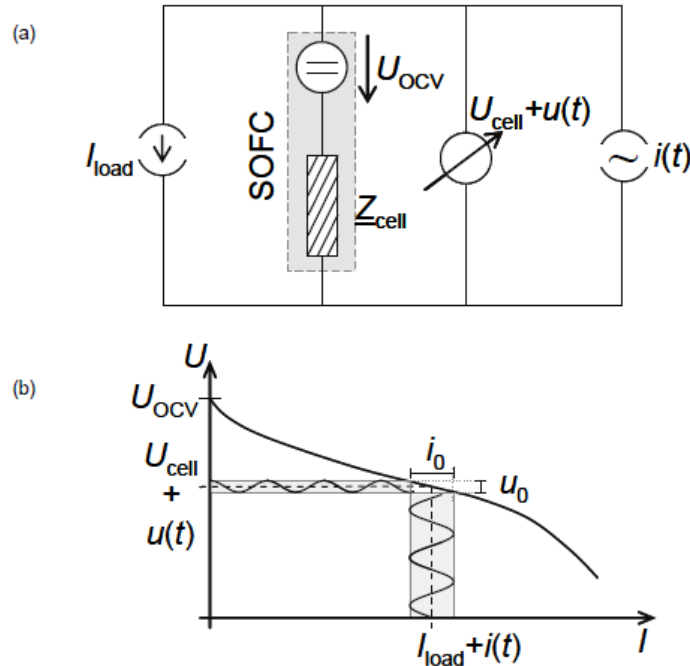 (a)
U_OCV
U_cell+u(t)
I_load
SOFC
Z_cell
~ i(t)
(b)
U
U_OCV
U_cell
+
u(t)
i_0
u_0
I_load+i(t)
I